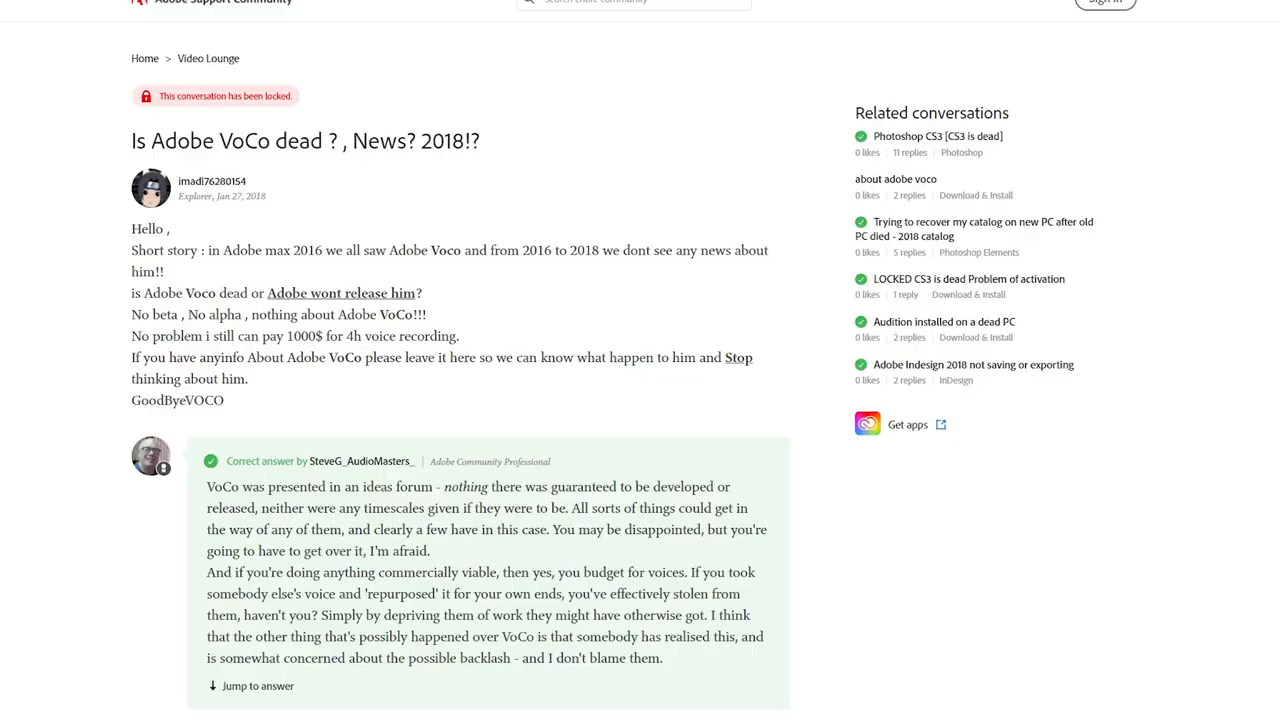 Adobe Support Community
Search entire community
Sign In
Home > Video Lounge
This conversation has been locked.
Is Adobe VoCo dead ? , News? 2018!?
imadl76280154
Explorer, Jan 27, 2018
Hello ,
Short story : in Adobe max 2016 we all saw Adobe Voco and from 2016 to 2018 we dont see any news about
him!!
is Adobe Voco dead or Adobe wont release him?
No beta , No alpha , nothing about Adobe VoCo!!!
No problem i still can pay 1000$ for 4h voice recording.
If you have anyinfo About Adobe VoCo please leave it here so we can know what happen to him and Stop
thinking about him.
GoodByeVOCO
Correct answer by SteveG_AudioMasters_ | Adobe Community Professional
VoCo was presented in an ideas forum - nothing there was guaranteed to be developed or
released, neither were any timescales given if they were to be. All sorts of things could get in
the way of any of them, and clearly a few have in this case. You may be disappointed, but you're
going to have to get over it, I'm afraid.
And if you're doing anything commercially viable, then yes, you budget for voices. If you took
somebody else's voice and 'repurposed' it for your own ends, you've effectively stolen from
them, haven't you? Simply by depriving them of work they might have otherwise got. I think
that the other thing that's possibly happened over VoCo is that somebody has realised this, and
is somewhat concerned about the possible backlash - and I don't blame them.
Jump to answer
Related conversations
Photoshop CS3 [CS3 is dead]
0 likes | 11 replies | Photoshop
about adobe voco
0 likes | 2 replies | Download & Install
Trying to recover my catalog on new PC after old
PC died - 2018 catalog
0 likes | 5 replies | Photoshop Elements
LOCKED CS3 is dead Problem of activation
0 likes | 1 reply | Download & Install
Audition installed on a dead PC
0 likes | 2 replies | Download & Install
Adobe Indesign 2018 not saving or exporting
0 likes | 2 replies | InDesign
Get apps